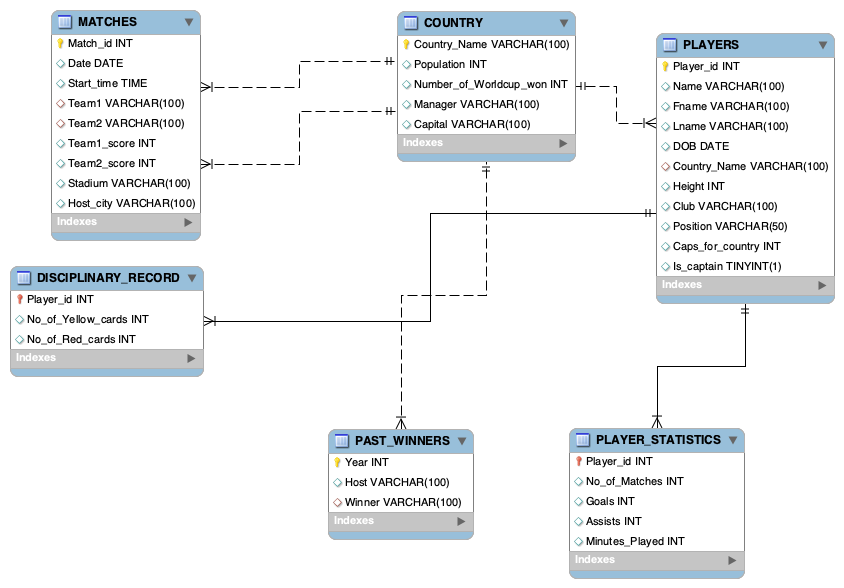 MATCHES
Match_id INT
Date DATE
Start_time TIME
Team1 VARCHAR(100)
Team2 VARCHAR(100)
Team1_score INT
Team2_score INT
Stadium VARCHAR(100)
Host_city VARCHAR(100)
Indexes
COUNTRY
Country_Name VARCHAR(100)
Population INT
Number_of_Worldcup_won INT
Manager VARCHAR(100)
Capital VARCHAR(100)
Indexes
PLAYERS
Player_id INT
Name VARCHAR(100)
Fname VARCHAR(100)
Lname VARCHAR(100)
DOB DATE
Country_Name VARCHAR(100)
Height INT
Club VARCHAR(100)
Position VARCHAR(50)
Caps_for_country INT
Is_captain TINYINT(1)
Indexes
DISCIPLINARY_RECORD
Player_id INT
No_of_Yellow_cards INT
No_of_Red_cards INT
Indexes
PAST_WINNERS
Year INT
Host VARCHAR(100)
Winner VARCHAR(100)
Indexes
PLAYER_STATISTICS
Player_id INT
No_of_Matches INT
Goals INT
Assists INT
Minutes_Played INT
Indexes